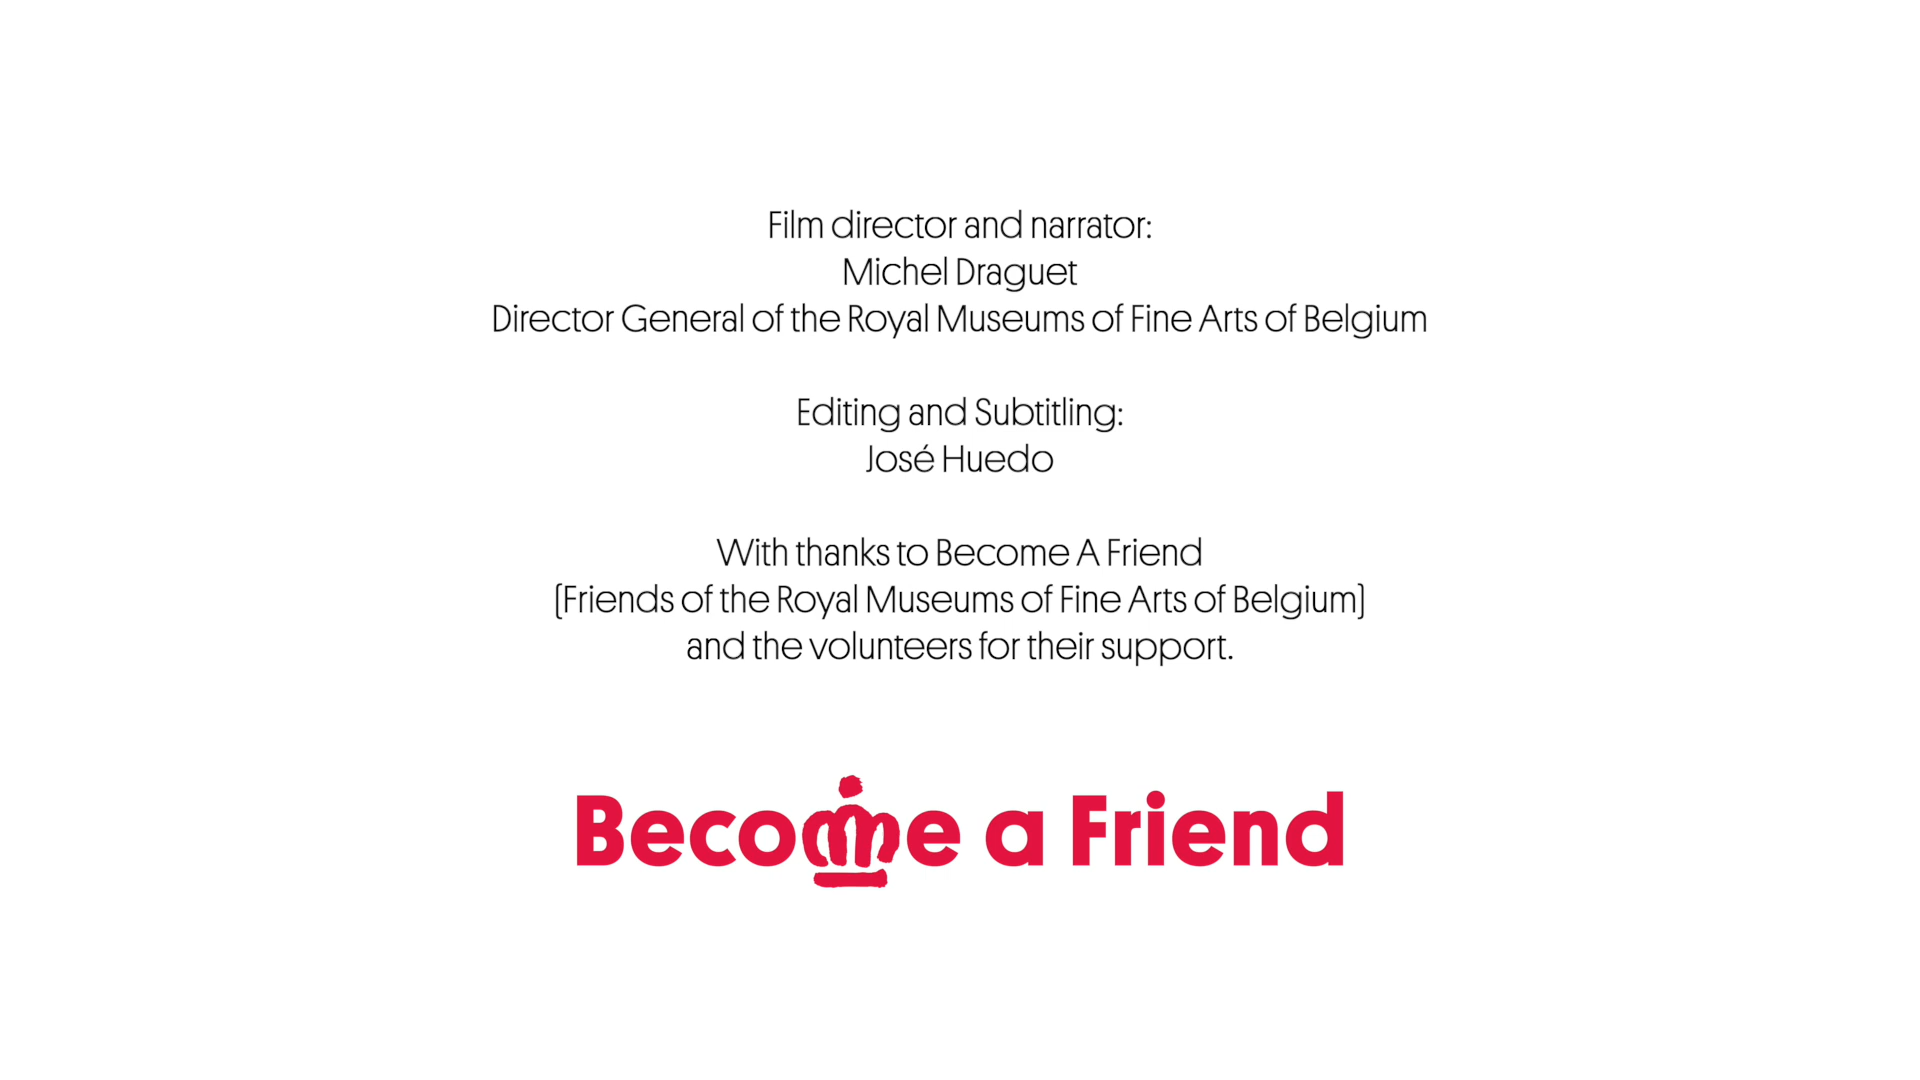 Film director and narrator:
Michel Draguet
Director General of the Royal Museums of Fine Arts of Belgium
Editing and Subtitling:
José Huedo
With thanks to Become A Friend
(Friends of the Royal Museums of Fine Arts of Belgium)
and the volunteers for their support.
Become a Friend